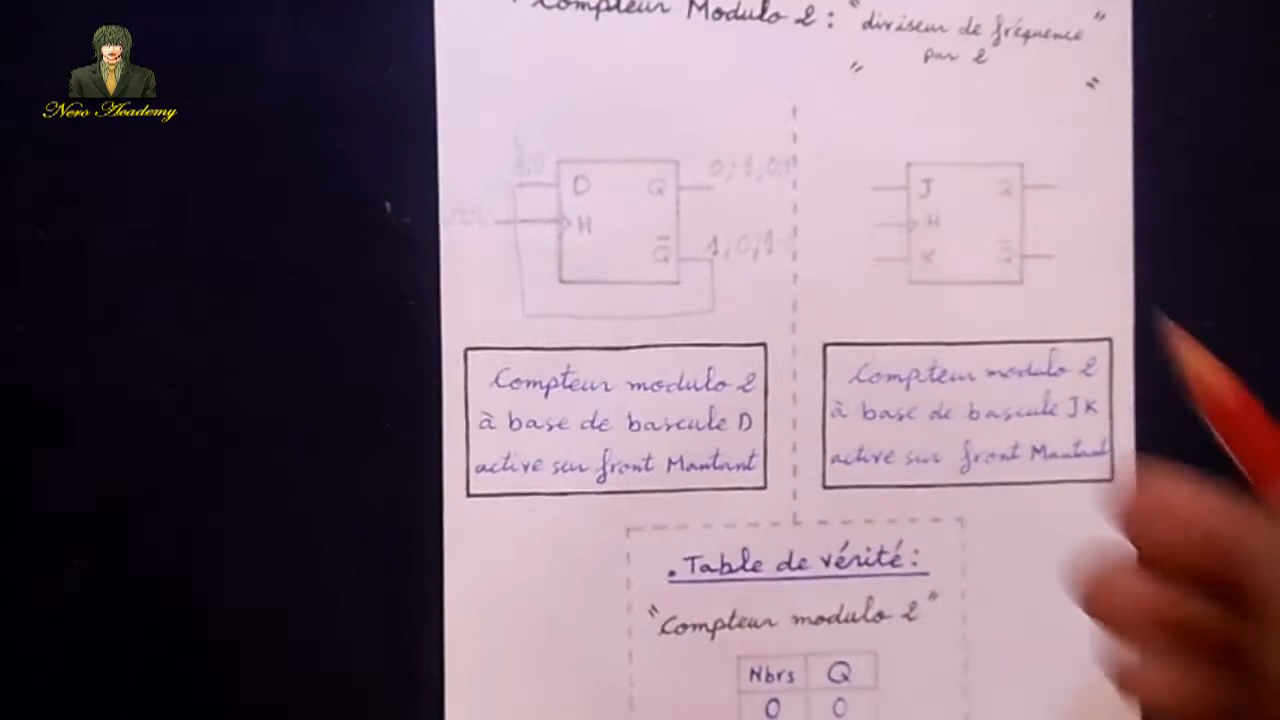 Compteur Modulo 2 : "diviseur de fréquence
par 2"
Nero Academy
D Q
H
Q̅
0;1,0;1
1,0;1
J Q
H
K Q̅
Compteur modulo 2
à base de bascule D
active sur front Mantant
Compteur modulo 2
à base de bascule JK
active sur front Mantant
. Table de vérité :
"Compteur modulo 2"
Nbrs Q
0 0